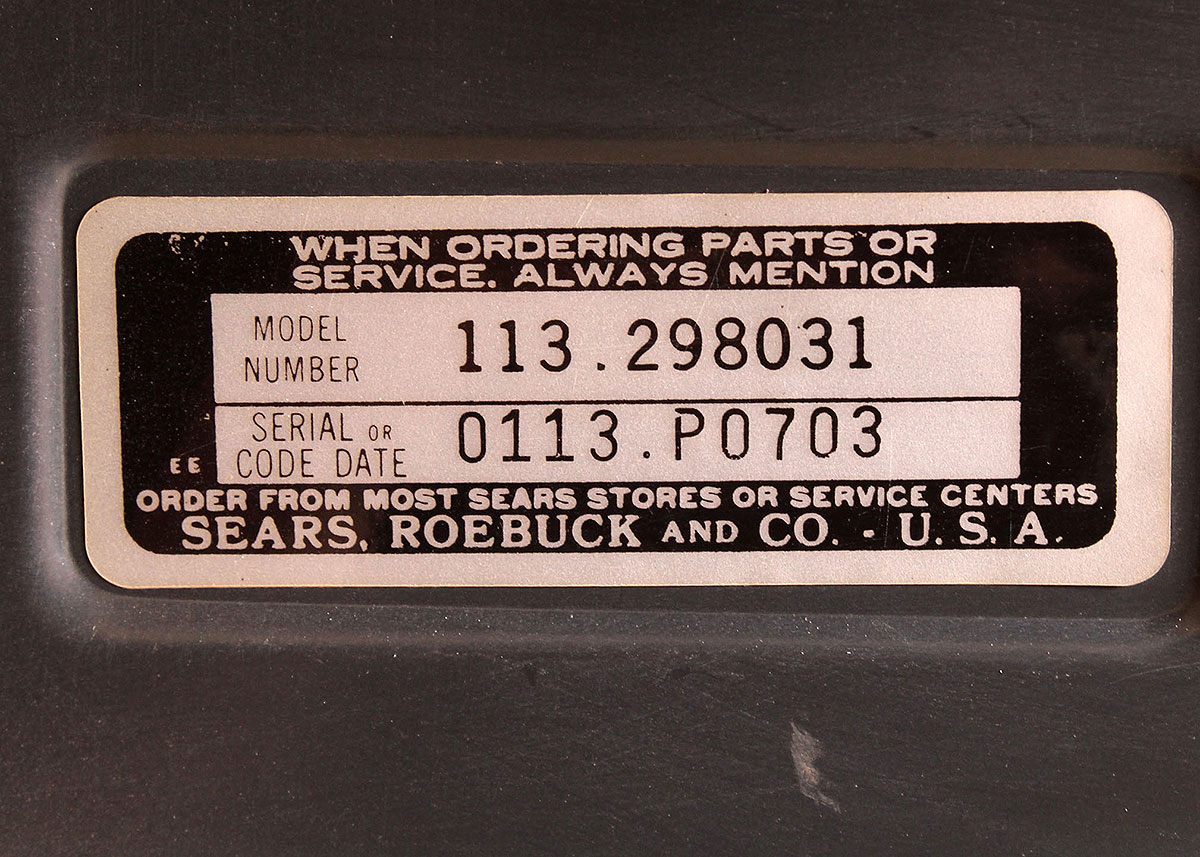 WHEN ORDERING PARTS OR
SERVICE. ALWAYS MENTION
MODEL
NUMBER 113.298031
SERIAL OR
CODE DATE 0113.P0703
EE
ORDER FROM MOST SEARS STORES OR SERVICE CENTERS
SEARS, ROEBUCK AND CO. - U. S. A.